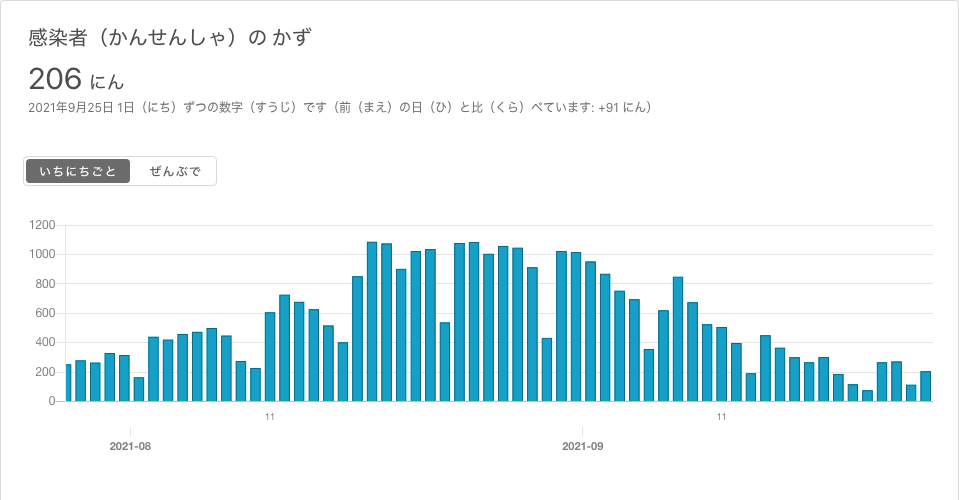 感染者（かんせんしゃ）の かず
206 にん
2021年9月25日 1日（にち）ずつの数字（すうじ）です（前（まえ）の日（ひ）と比（くら）べています: +91 にん）
いちにちごと ぜんぶで
1200
1000
800
600
400
200
0
11 11
2021-08 2021-09